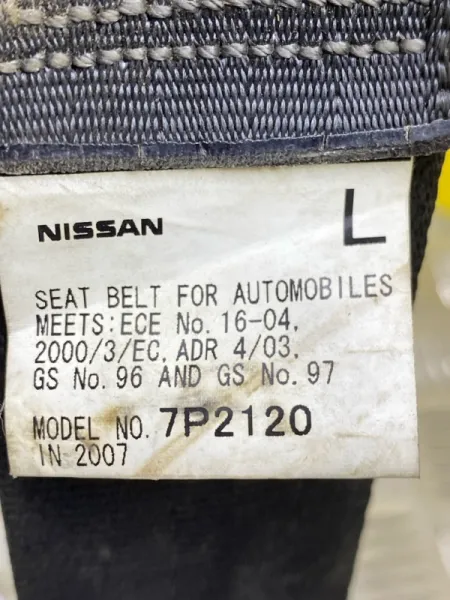 NISSAN L
SEAT BELT FOR AUTOMOBILES
MEETS:ECE No. 16-04,
2000/3/EC, ADR 4/03,
GS No. 96 AND GS No. 97
MODEL NO. 7P2120
IN 2007